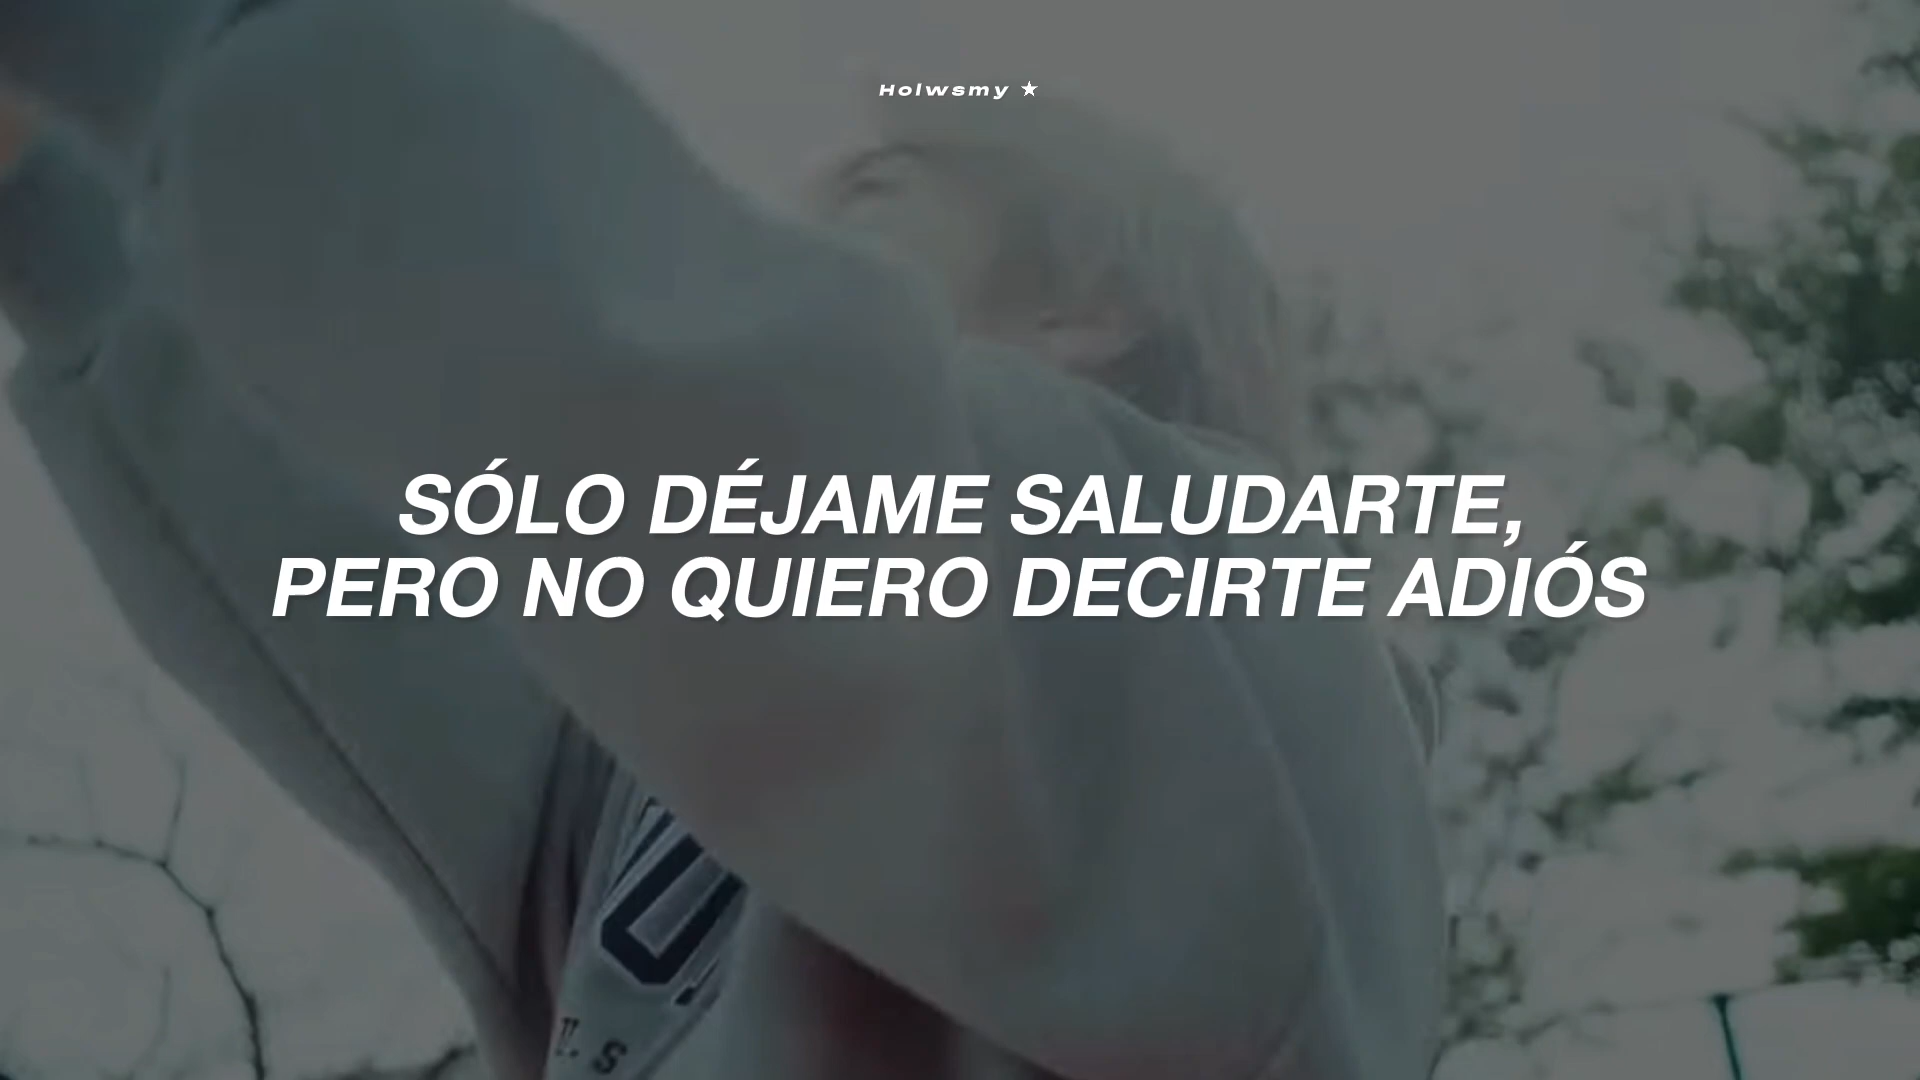 Holwsmy ★
SÓLO DÉJAME SALUDARTE,
PERO NO QUIERO DECIRTE ADIÓS
U.
U. S